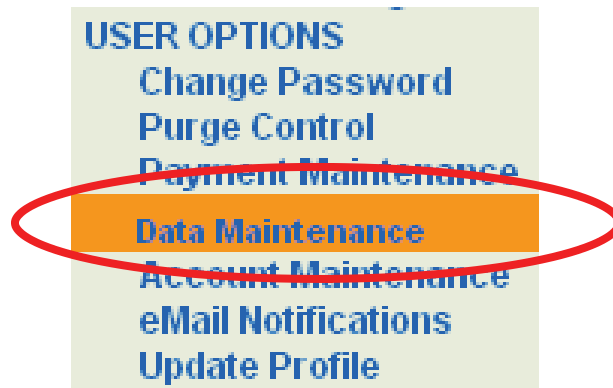 USER OPTIONS
Change Password
Purge Control
Payment Maintenance
Data Maintenance
Account Maintenance
eMail Notifications
Update Profile